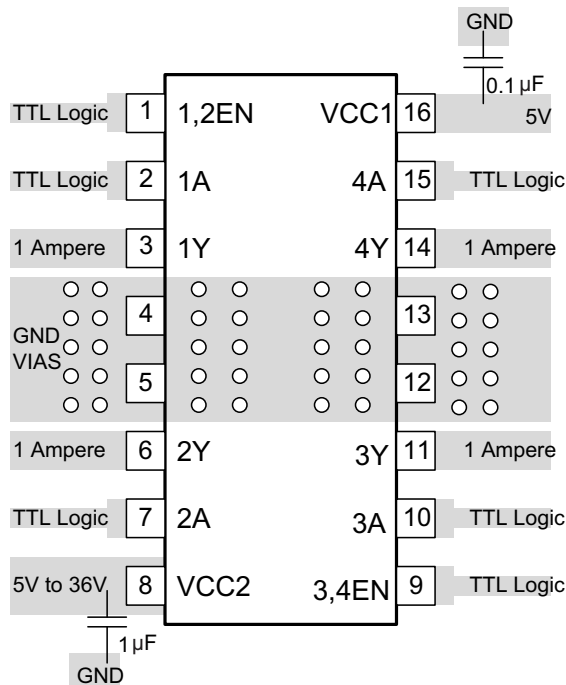 GND
0.1 µF
TTL Logic 1 1,2EN VCC1 16 5V
TTL Logic 2 1A 4A 15 TTL Logic
1 Ampere 3 1Y 4Y 14 1 Ampere
4 13
GND
VIAS
5 12
1 Ampere 6 2Y 3Y 11 1 Ampere
TTL Logic 7 2A 3A 10 TTL Logic
5V to 36V 8 VCC2 3,4EN 9 TTL Logic
1 µF
GND